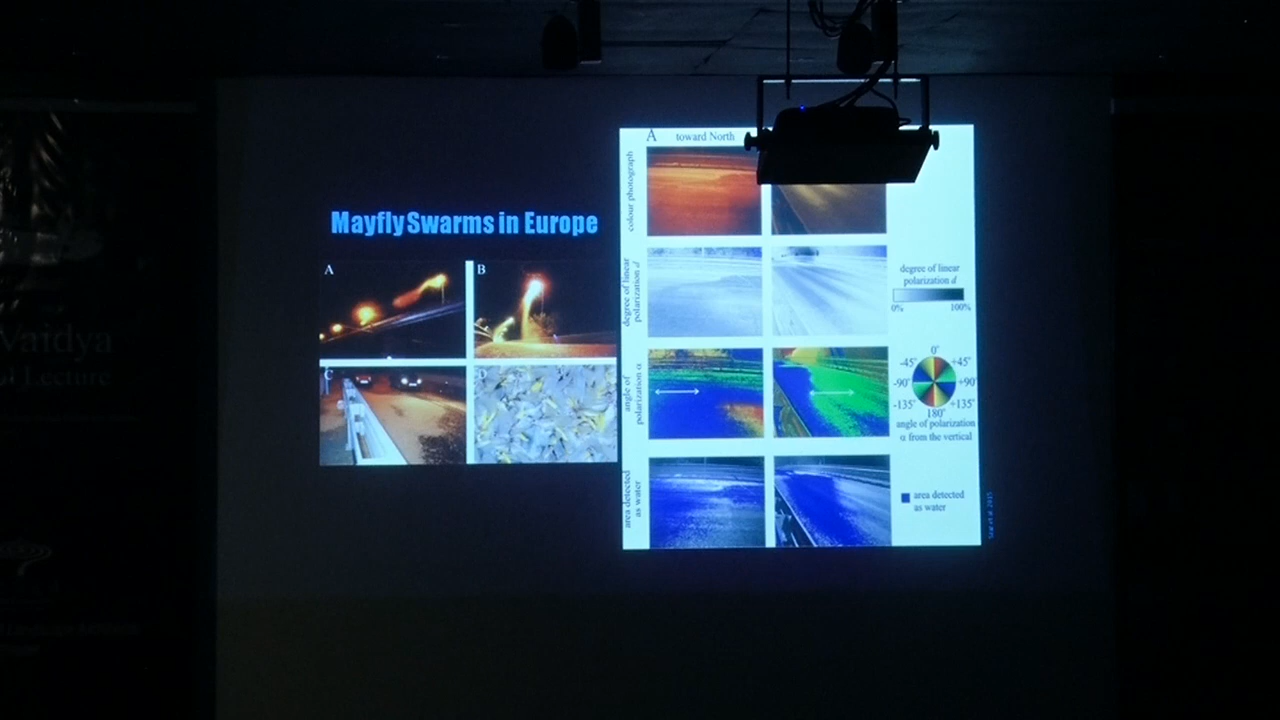 Vaidya
Lecture
Mayfly Swarms in Europe
A
B
C
D
A toward North
colour photograph
degree of linear
polarization d
angle of
polarization α
area detected
as water
degree of linear
polarization d
0% 100%
0°
-45° +45°
-90° +90°
-135° +135°
180°
angle of polarization
α from the vertical
area detected
as water